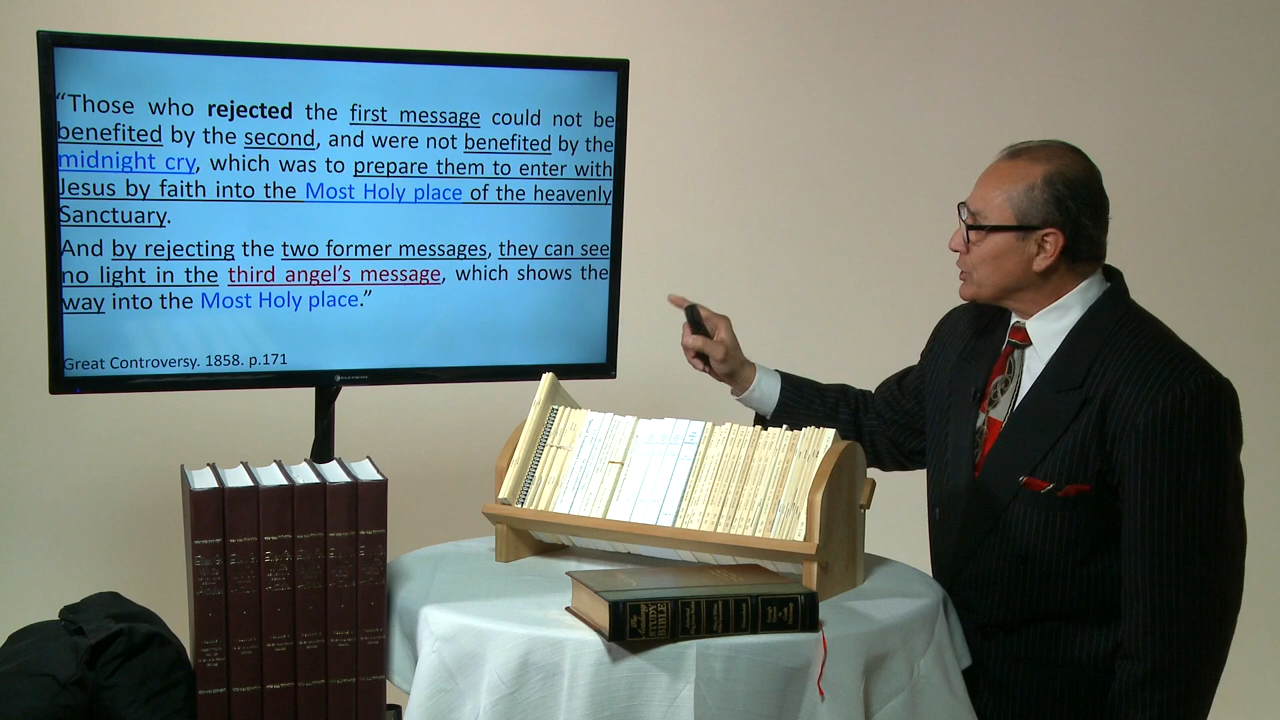 “Those who rejected the first message could not be
benefited by the second, and were not benefited by the
midnight cry, which was to prepare them to enter with
Jesus by faith into the Most Holy place of the heavenly
Sanctuary.
And by rejecting the two former messages, they can see
no light in the third angel’s message, which shows the
way into the Most Holy place.”
Great Controversy. 1858. p.171
STUDY
BIBLE